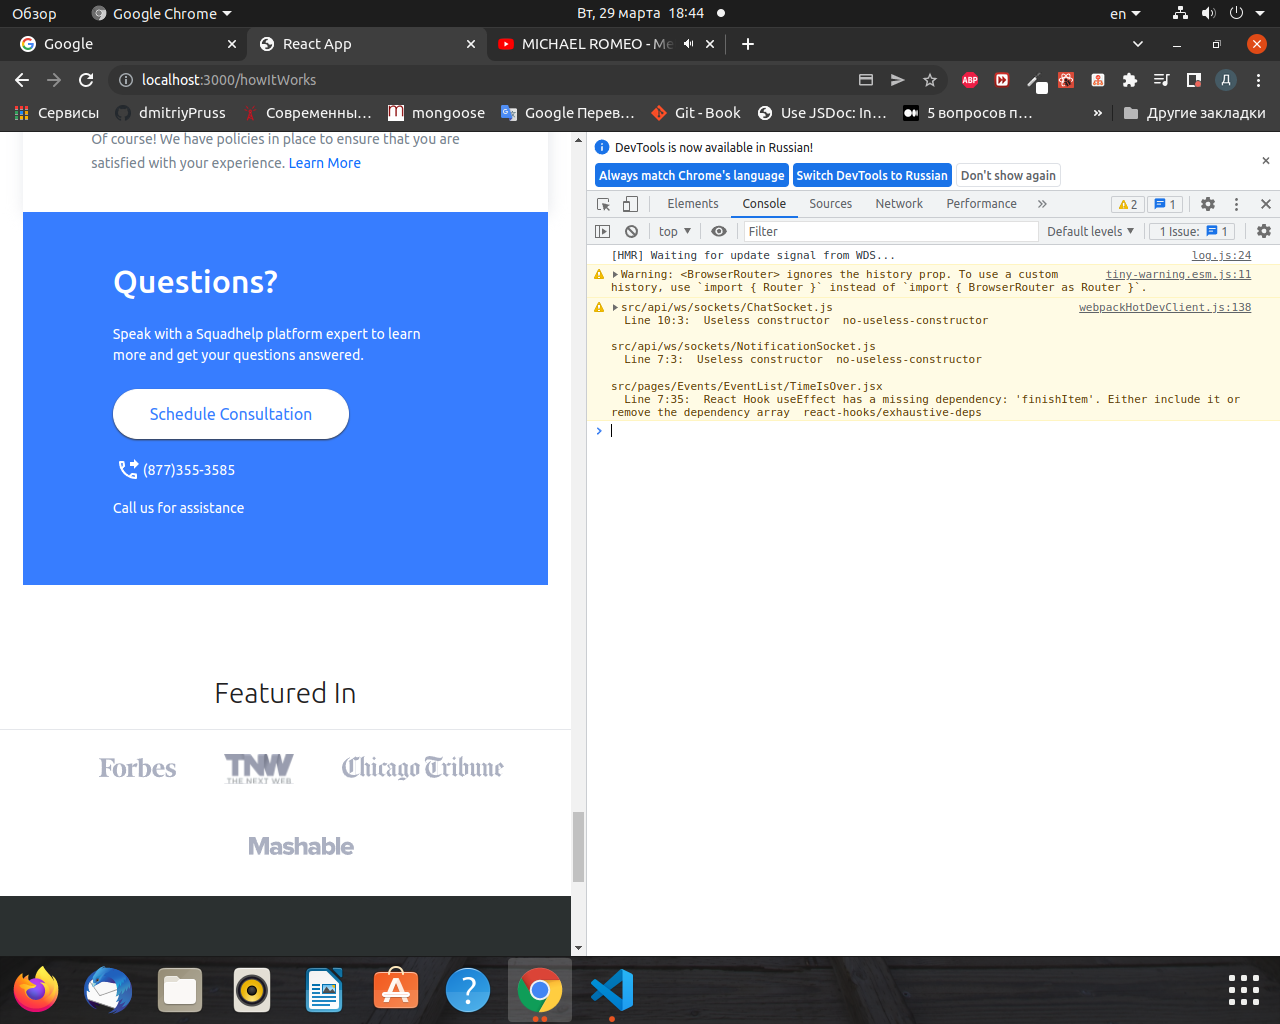 Обзор
Google Chrome
Вт, 29 марта 18:44
en
Google
React App
MICHAEL ROMEO - Me
localhost:3000/howItWorks
ABP
Д
Сервисы
dmitriyPruss
Современны...
mongoose
Google Перев...
Git - Book
Use JSDoc: In...
5 вопросов п...
»
Другие закладки
Of course! We have policies in place to ensure that you are
satisfied with your experience. Learn More
Questions?
Speak with a Squadhelp platform expert to learn
more and get your questions answered.
Schedule Consultation
(877)355-3585
Call us for assistance
Featured In
Forbes
TNW
THE NEXT WEB
Chicago Tribune
Mashable
DevTools is now available in Russian!
Always match Chrome's language
Switch DevTools to Russian
Don't show again
Elements
Console
Sources
Network
Performance
»
2
1
top
Filter
Default levels
1 Issue:
1
[HMR] Waiting for update signal from WDS...
log.js:24
Warning: <BrowserRouter> ignores the history prop. To use a custom
tiny-warning.esm.js:11
history, use `import { Router }` instead of `import { BrowserRouter as Router }`.
src/api/ws/sockets/ChatSocket.js
webpackHotDevClient.js:138
Line 10:3:  Useless constructor  no-useless-constructor
src/api/ws/sockets/NotificationSocket.js
Line 7:3:  Useless constructor  no-useless-constructor
src/pages/Events/EventList/TimeIsOver.jsx
Line 7:35:  React Hook useEffect has a missing dependency: 'finishItem'. Either include it or
remove the dependency array  react-hooks/exhaustive-deps